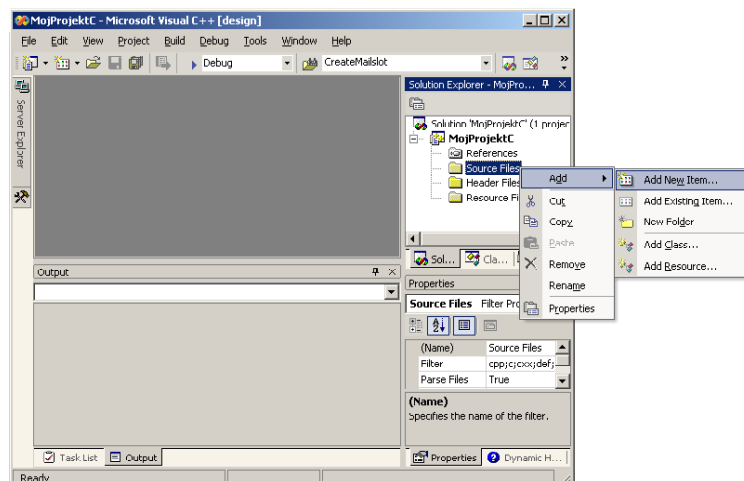 MojProjektC - Microsoft Visual C++ [design]
File Edit View Project Build Debug Tools Window Help
Debug CreateMailslot
Server Explorer
Solution Explorer - MojPro...
Solution 'MojProjektC' (1 projec
MojProjektC
References
Source Files
Header Files
Resource Fi
Add
Cut
Copy
Paste
Remove
Rename
Properties
Add New Item...
Add Existing Item...
New Folder
Add Class...
Add Resource...
Sol... Cla...
Output
Properties
Source Files Filter Pro
(Name) Source Files
Filter cpp;c;cxx;def;
Parse Files True
(Name)
Specifies the name of the filter.
Task List Output
Properties Dynamic H...
Ready